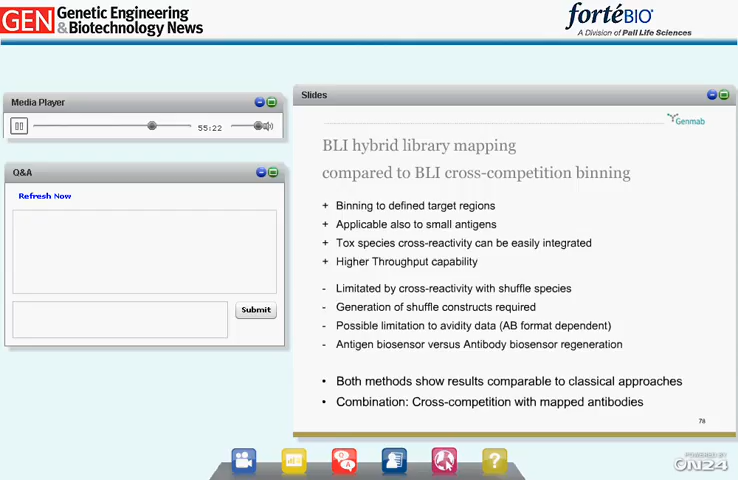 GEN Genetic Engineering
& Biotechnology News
fortéBIO®
A Division of Pall Life Sciences
Media Player
55:22
Q&A
Refresh Now
Submit
Slides
Genmab
BLI hybrid library mapping
compared to BLI cross-competition binning
+ Binning to defined target regions
+ Applicable also to small antigens
+ Tox species cross-reactivity can be easily integrated
+ Higher Throughput capability
- Limitated by cross-reactivity with shuffle species
- Generation of shuffle constructs required
- Possible limitation to avidity data (AB format dependent)
- Antigen biosensor versus Antibody biosensor regeneration
• Both methods show results comparable to classical approaches
• Combination: Cross-competition with mapped antibodies
78
Q
A
?
POWERED BY
ON24